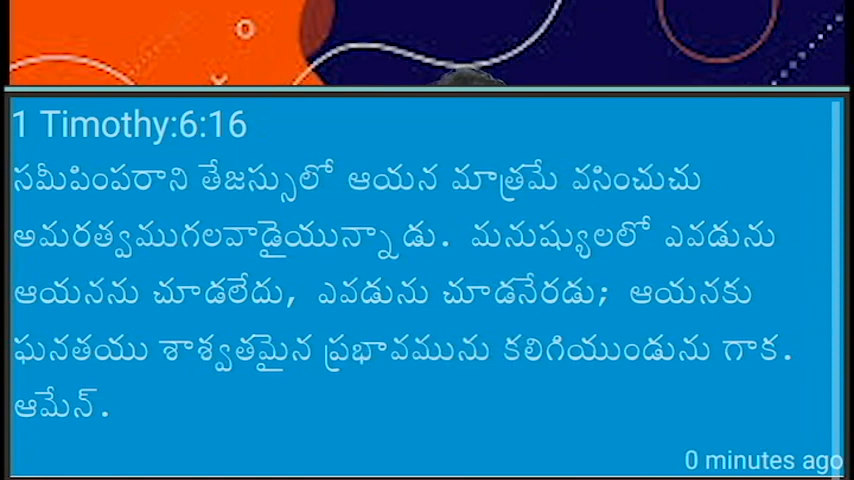 1 Timothy:6:16
సమీపింపరాని తేజస్సులో ఆయన మాత్రమే వసించుచు
అమరత్వముగలవాడైయున్నాడు. మనుష్యులలో ఎవడును
ఆయనను చూడలేదు, ఎవడును చూడనేరడు; ఆయనకు
ఘనతయు శాశ్వతమైన ప్రభావమును కలిగియుండును గాక.
ఆమేన్.
0 minutes ago